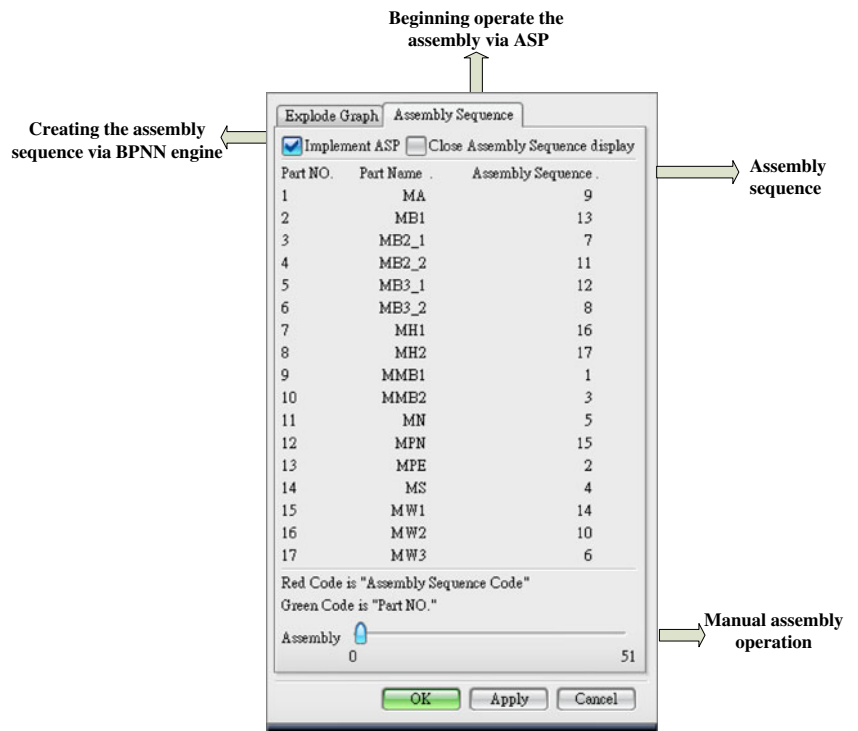 Beginning operate the
assembly via ASP
Explode Graph Assembly Sequence
Creating the assembly
sequence via BPNN engine
Implement ASP Close Assembly Sequence display
Part NO. Part Name . Assembly Sequence .
Assembly
sequence
1 MA 9
2 MB1 13
3 MB2_1 7
4 MB2_2 11
5 MB3_1 12
6 MB3_2 8
7 MH1 16
8 MH2 17
9 MMB1 1
10 MMB2 3
11 MN 5
12 MPN 15
13 MPE 2
14 MS 4
15 MW1 14
16 MW2 10
17 MW3 6
Red Code is "Assembly Sequence Code"
Green Code is "Part NO."
Assembly
0 51
Manual assembly
operation
OK Apply Cancel